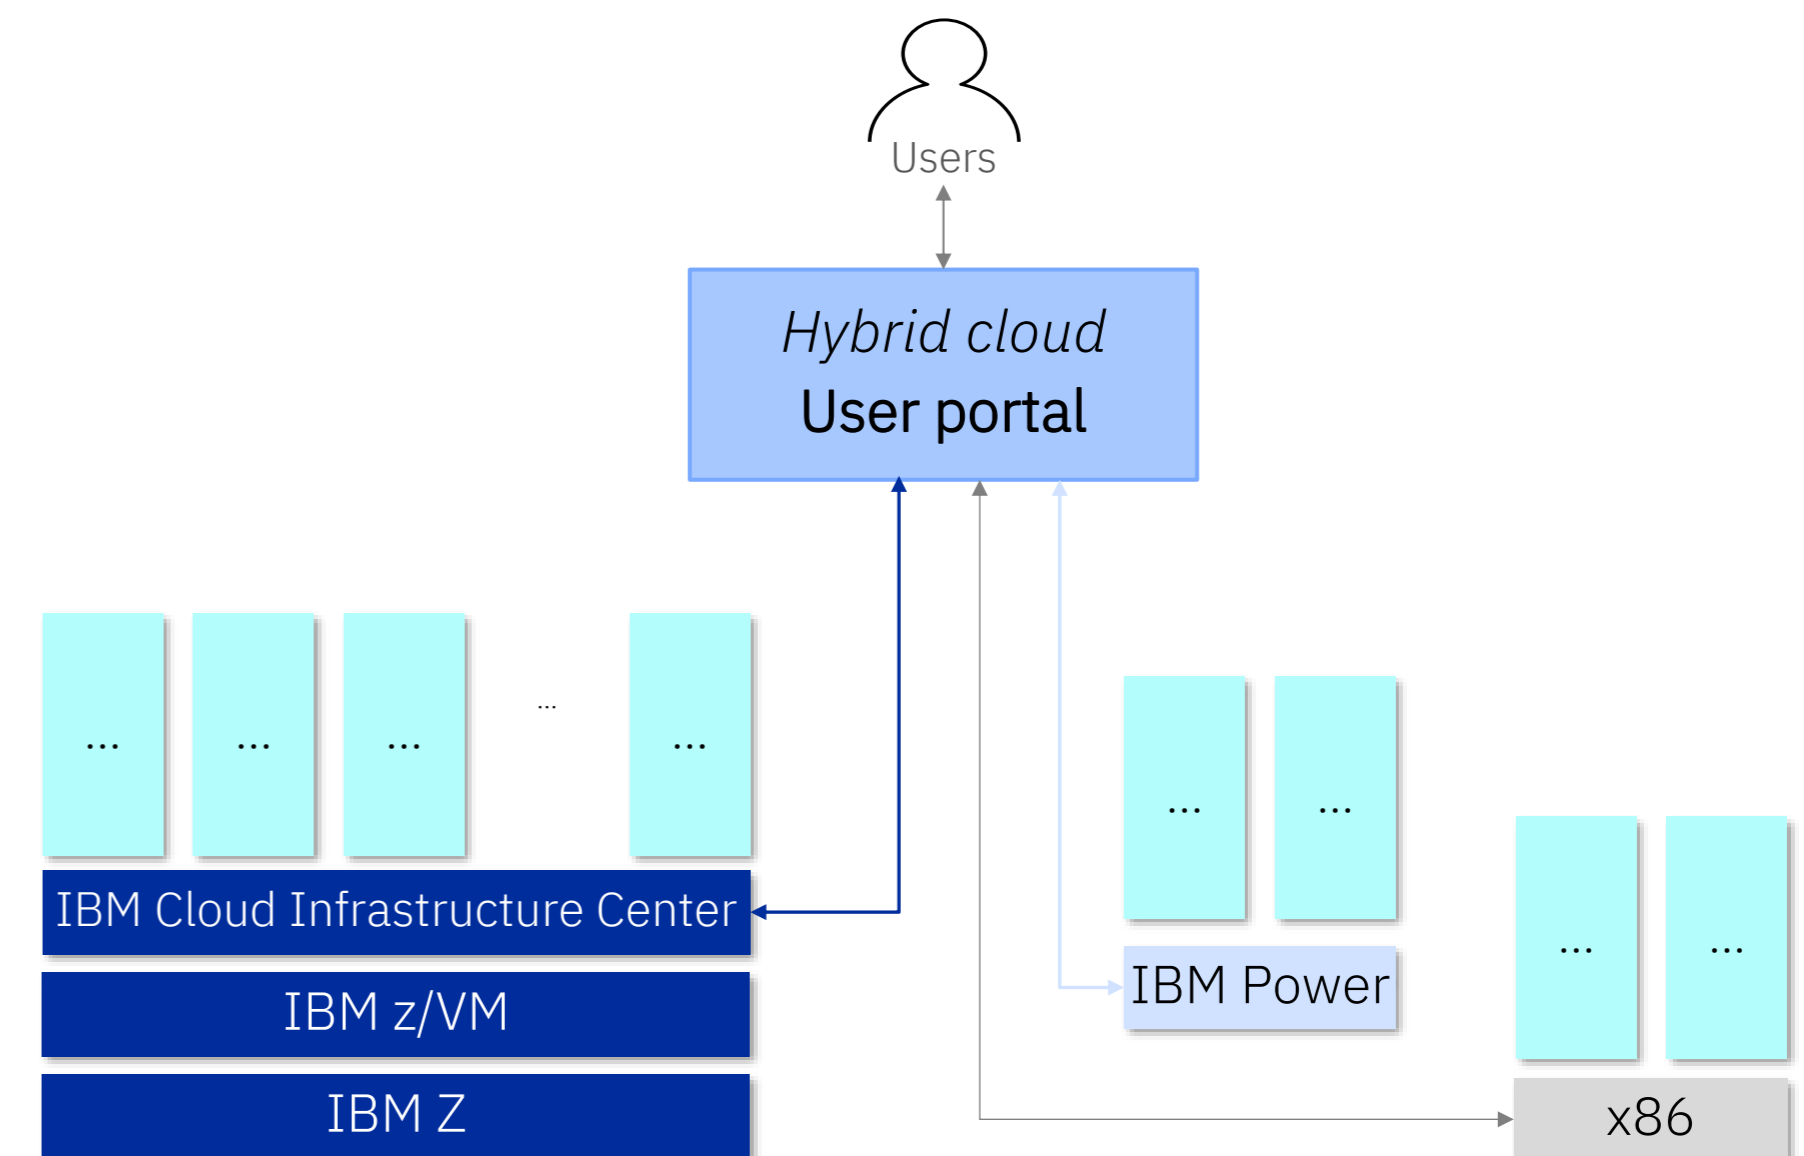 Users
Hybrid cloud
User portal
...
... ... ... ...
... ...
... ...
IBM Cloud Infrastructure Center
IBM Power
IBM z/VM
IBM Z
x86